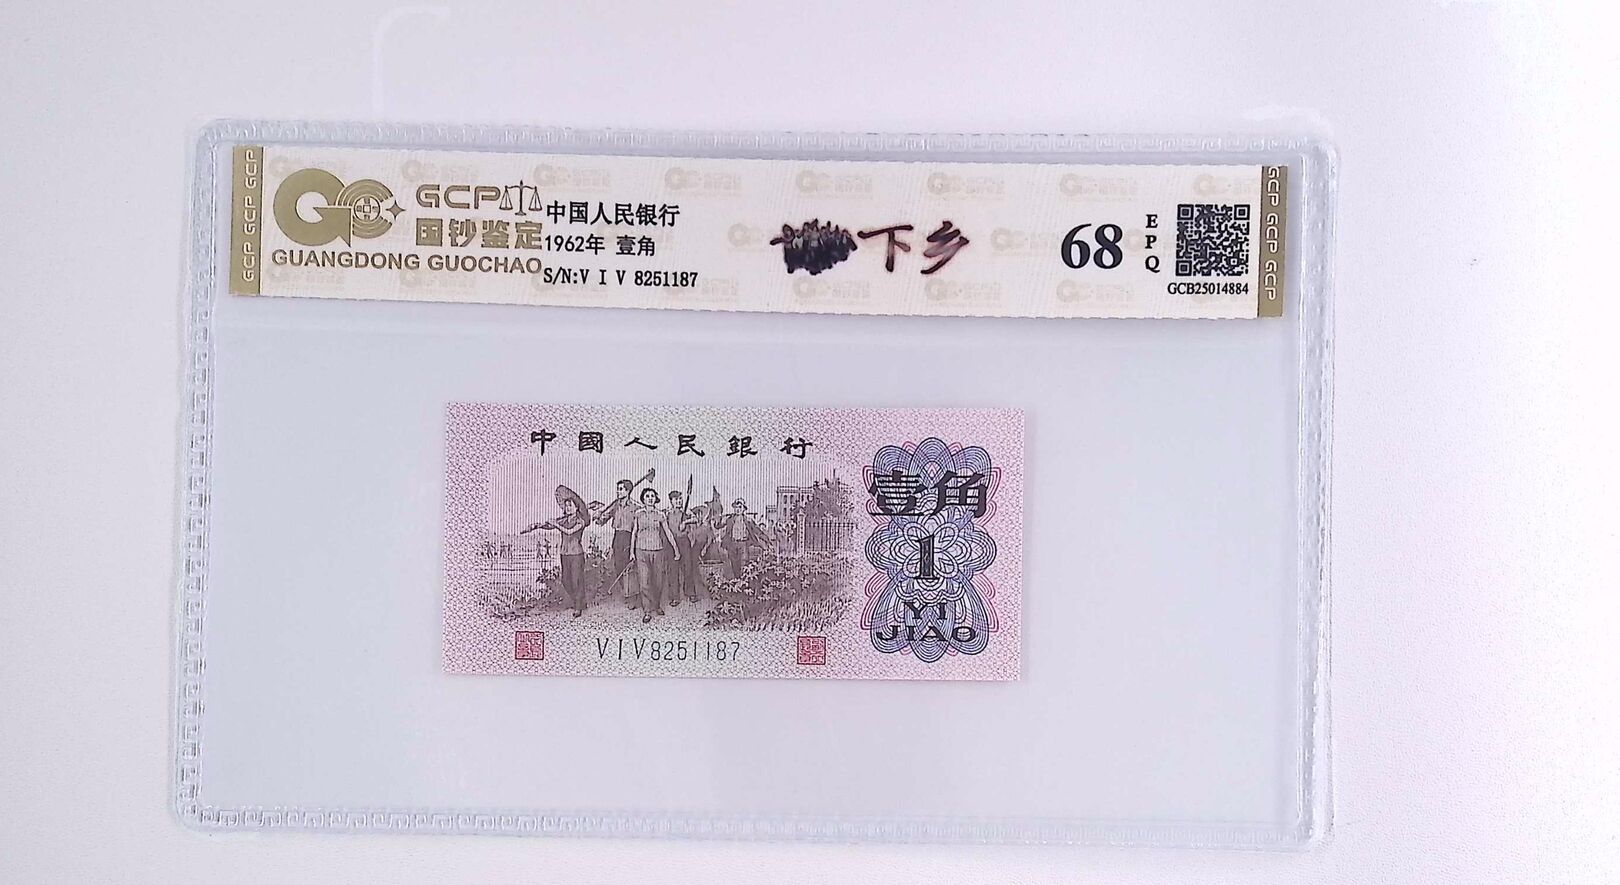 GCP GCP GCP
GCP
国钞鉴定
GUANGDONG GUOCHAO
中国人民银行
1962年 壹角
S/N:V I V 8251187
下乡
68
EPQ
GCB25014884
GCP GCP GCP
中國人民銀行
壹角
1
YI
JIAO
VIV8251187